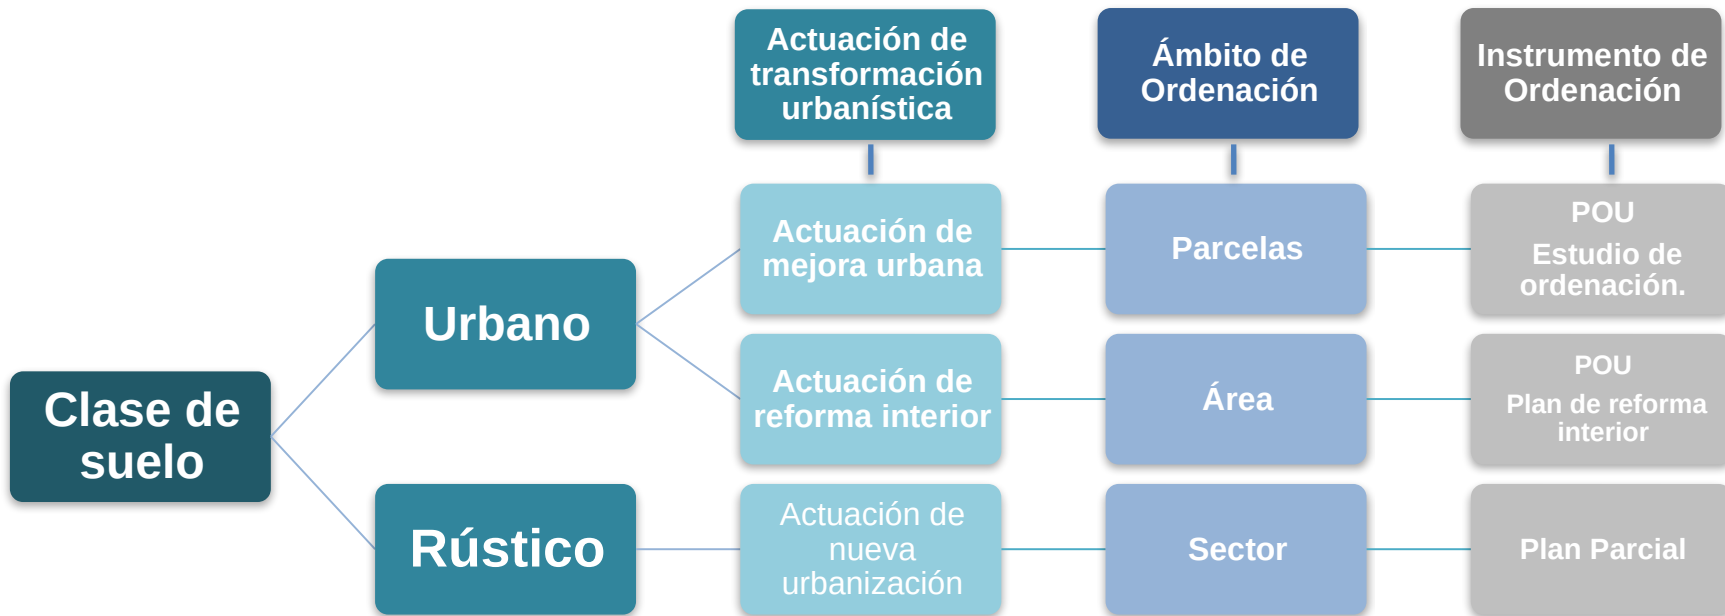 Actuación de
transformación
urbanística
Ámbito de
Ordenación
Instrumento de
Ordenación
Clase de
suelo
Urbano
Actuación de
mejora urbana
Parcelas
POU
Estudio de
ordenación.
Actuación de
reforma interior
Área
POU
Plan de reforma
interior
Rústico
Actuación de
nueva
urbanización
Sector
Plan Parcial